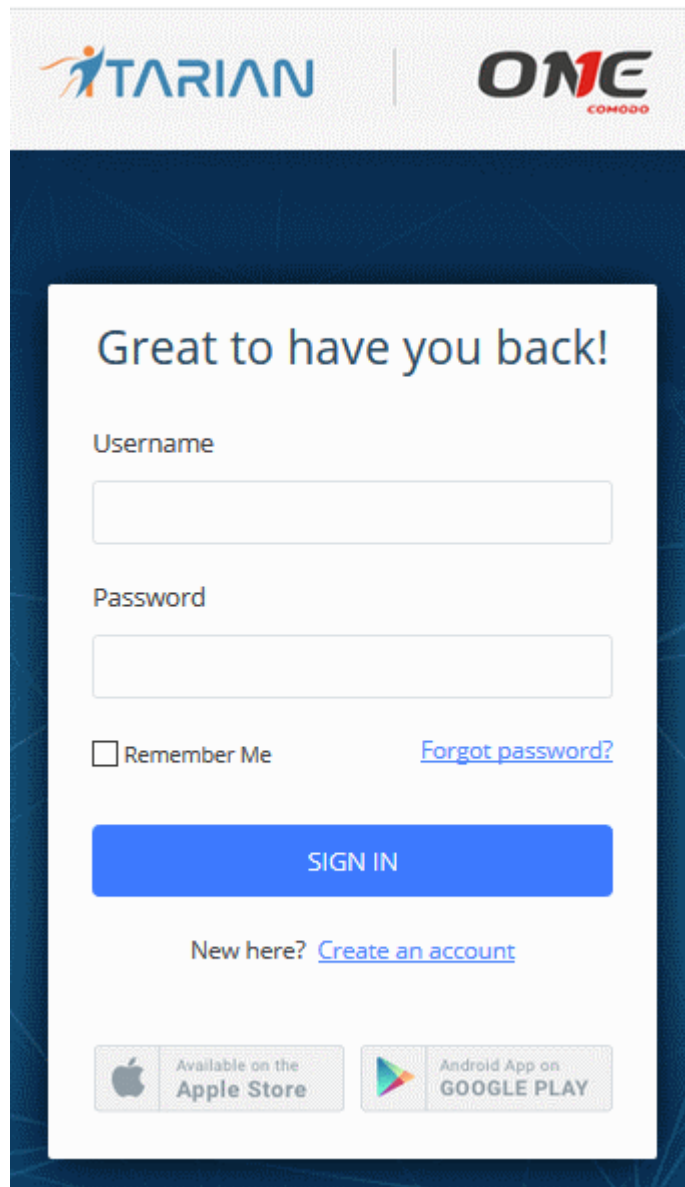 ITARIAN
ONE
COMODO
Great to have you back!
Username
Password
Remember Me Forgot password?
SIGN IN
New here? Create an account
Available on the
Apple Store
Android App on
GOOGLE PLAY